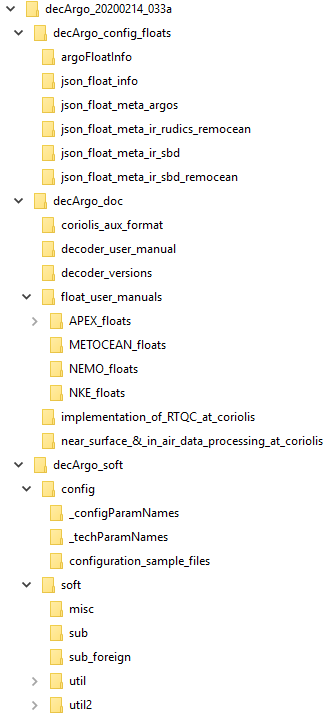 decArgo_20200214_033a
decArgo_config_floats
argoFloatInfo
json_float_info
json_float_meta_argos
json_float_meta_ir_rudics_remocean
json_float_meta_ir_sbd
json_float_meta_ir_sbd_remocean
decArgo_doc
coriolis_aux_format
decoder_user_manual
decoder_versions
float_user_manuals
APEX_floats
METOCEAN_floats
NEMO_floats
NKE_floats
implementation_of_RTQC_at_coriolis
near_surface_&_in_air_data_processing_at_coriolis
decArgo_soft
config
_configParamNames
_techParamNames
configuration_sample_files
soft
misc
sub
sub_foreign
util
util2